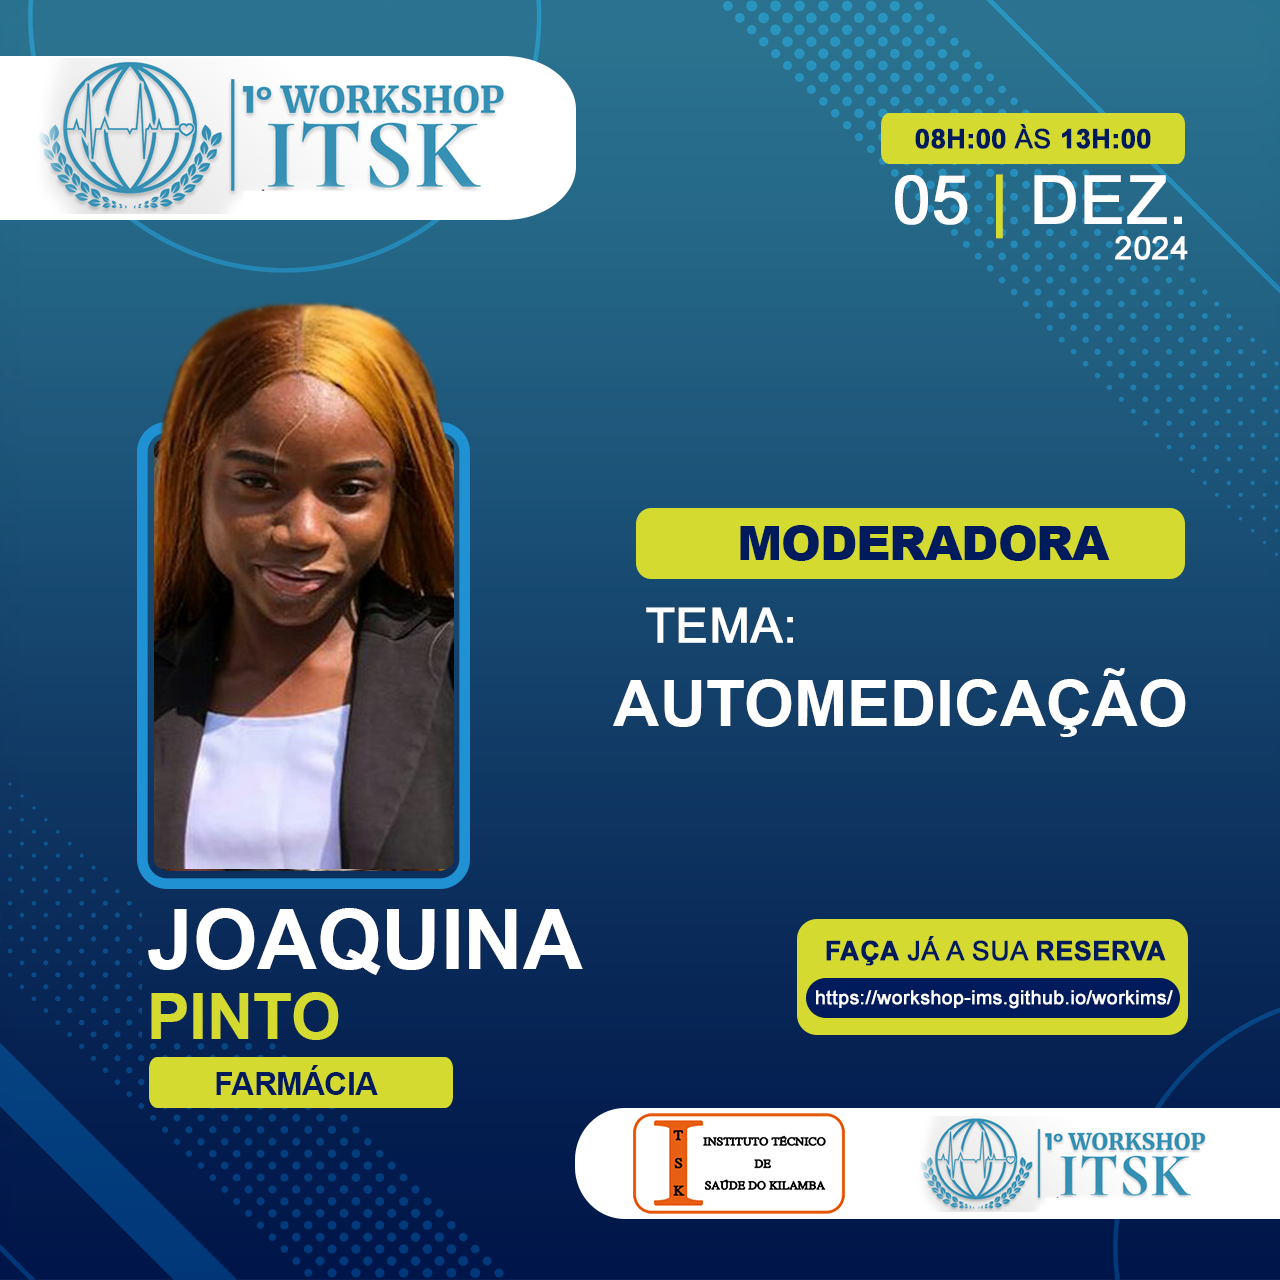 1º WORKSHOP
ITSK
08H:00 ÀS 13H:00
05 | DEZ.
2024
MODERADORA
TEMA:
AUTOMEDICAÇÃO
JOAQUINA
PINTO
FARMÁCIA
FAÇA JÁ A SUA RESERVA
https://workshop-ims.github.io/workims/
I T S K
INSTITUTO TÉCNICO
DE
SAÚDE DO KILAMBA
1º WORKSHOP
ITSK